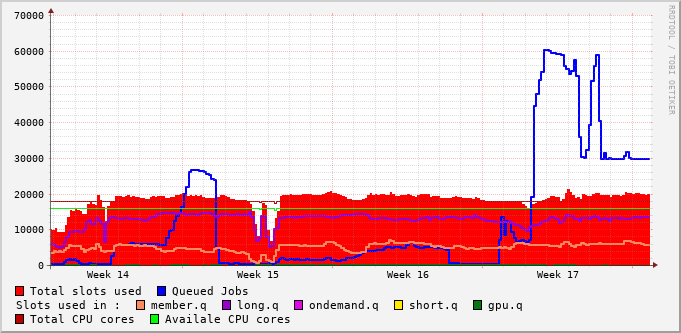 RRDTOOL / TOBI OETIKER
70000
60000
50000
40000
30000
20000
10000
0
Week 14 Week 15 Week 16 Week 17
Total slots used Queued Jobs
Slots used in : member.q long.q ondemand.q short.q gpu.q
Total CPU cores Availale CPU cores